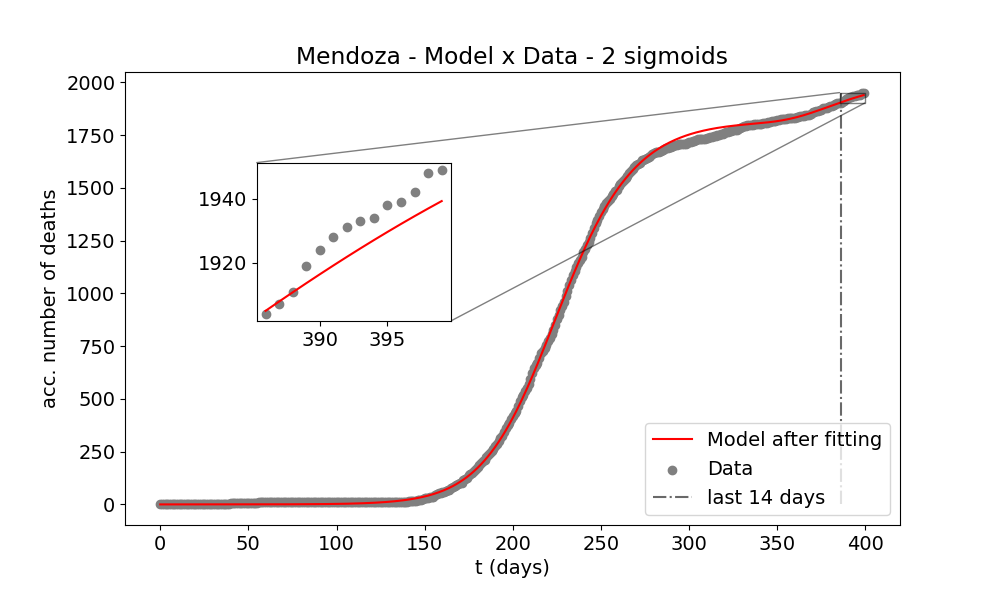 Mendoza - Model x Data - 2 sigmoids
acc. number of deaths
2000
1750
1500
1250
1000
750
500
250
0
1940
1920
390 395
Model after fitting
Data
last 14 days
0 50 100 150 200 250 300 350 400
t (days)